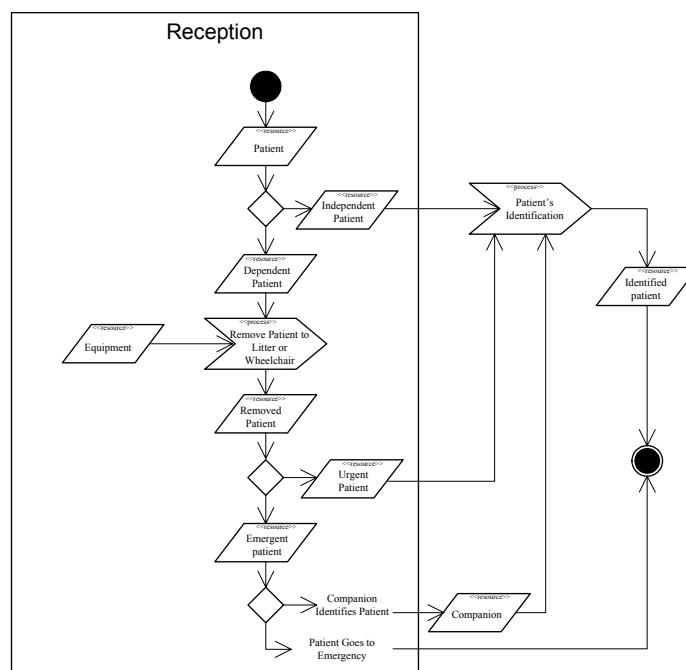 Reception
<<resource>>
Patient
<<resource>>
Independent
Patient
<<process>>
Patient's
Identification
<<resource>>
Dependent
Patient
<<resource>>
Identified
patient
<<resource>>
Equipment
<<process>>
Remove Patient to
Litter or
Wheelchair
<<resource>>
Removed
Patient
<<resource>>
Urgent
Patient
<<resource>>
Emergent
patient
Companion
Identifies Patient
<<resource>>
Companion
Patient Goes to
Emergency